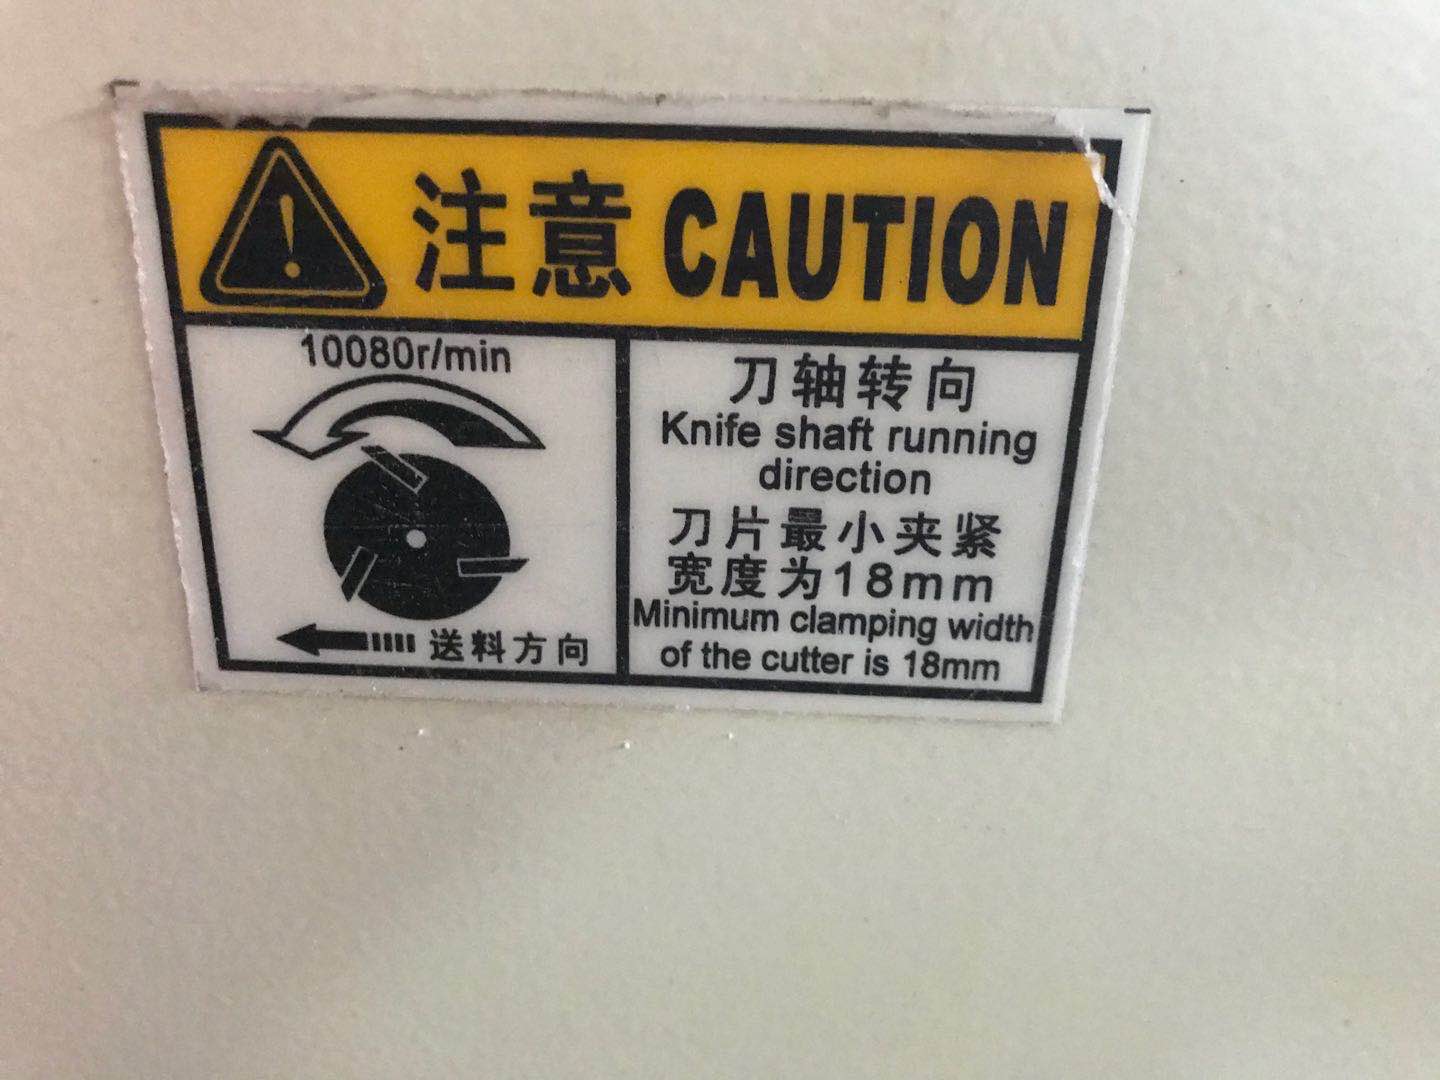 注意 CAUTION
10080r/min
送料方向
刀轴转向
Knife shaft running
direction
刀片最小夹紧
宽度为18mm
Minimum clamping width
of the cutter is 18mm